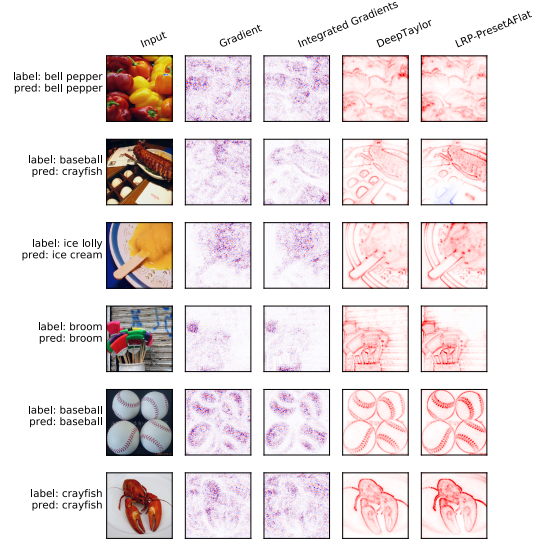 Input
Gradient
Integrated Gradients
DeepTaylor
LRP-PresetAFlat
label: bell pepper
pred: bell pepper
label: baseball
pred: crayfish
label: ice lolly
pred: ice cream
label: broom
pred: broom
label: baseball
pred: baseball
label: crayfish
pred: crayfish